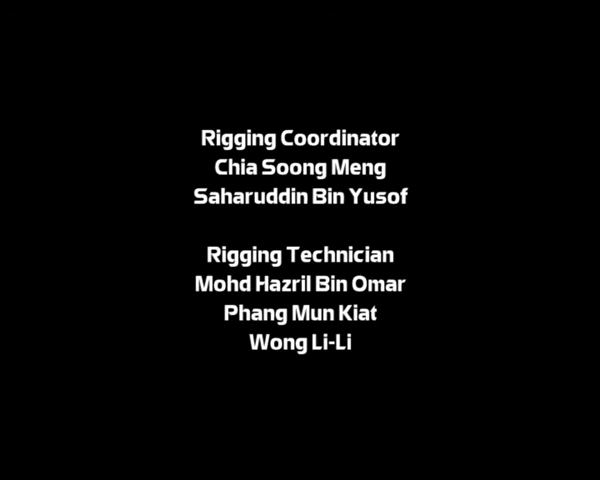 Rigging Coordinator
Chia Soong Meng
Saharuddin Bin Yusof
Rigging Technician
Mohd Hazril Bin Omar
Phang Mun Kiat
Wong Li-Li